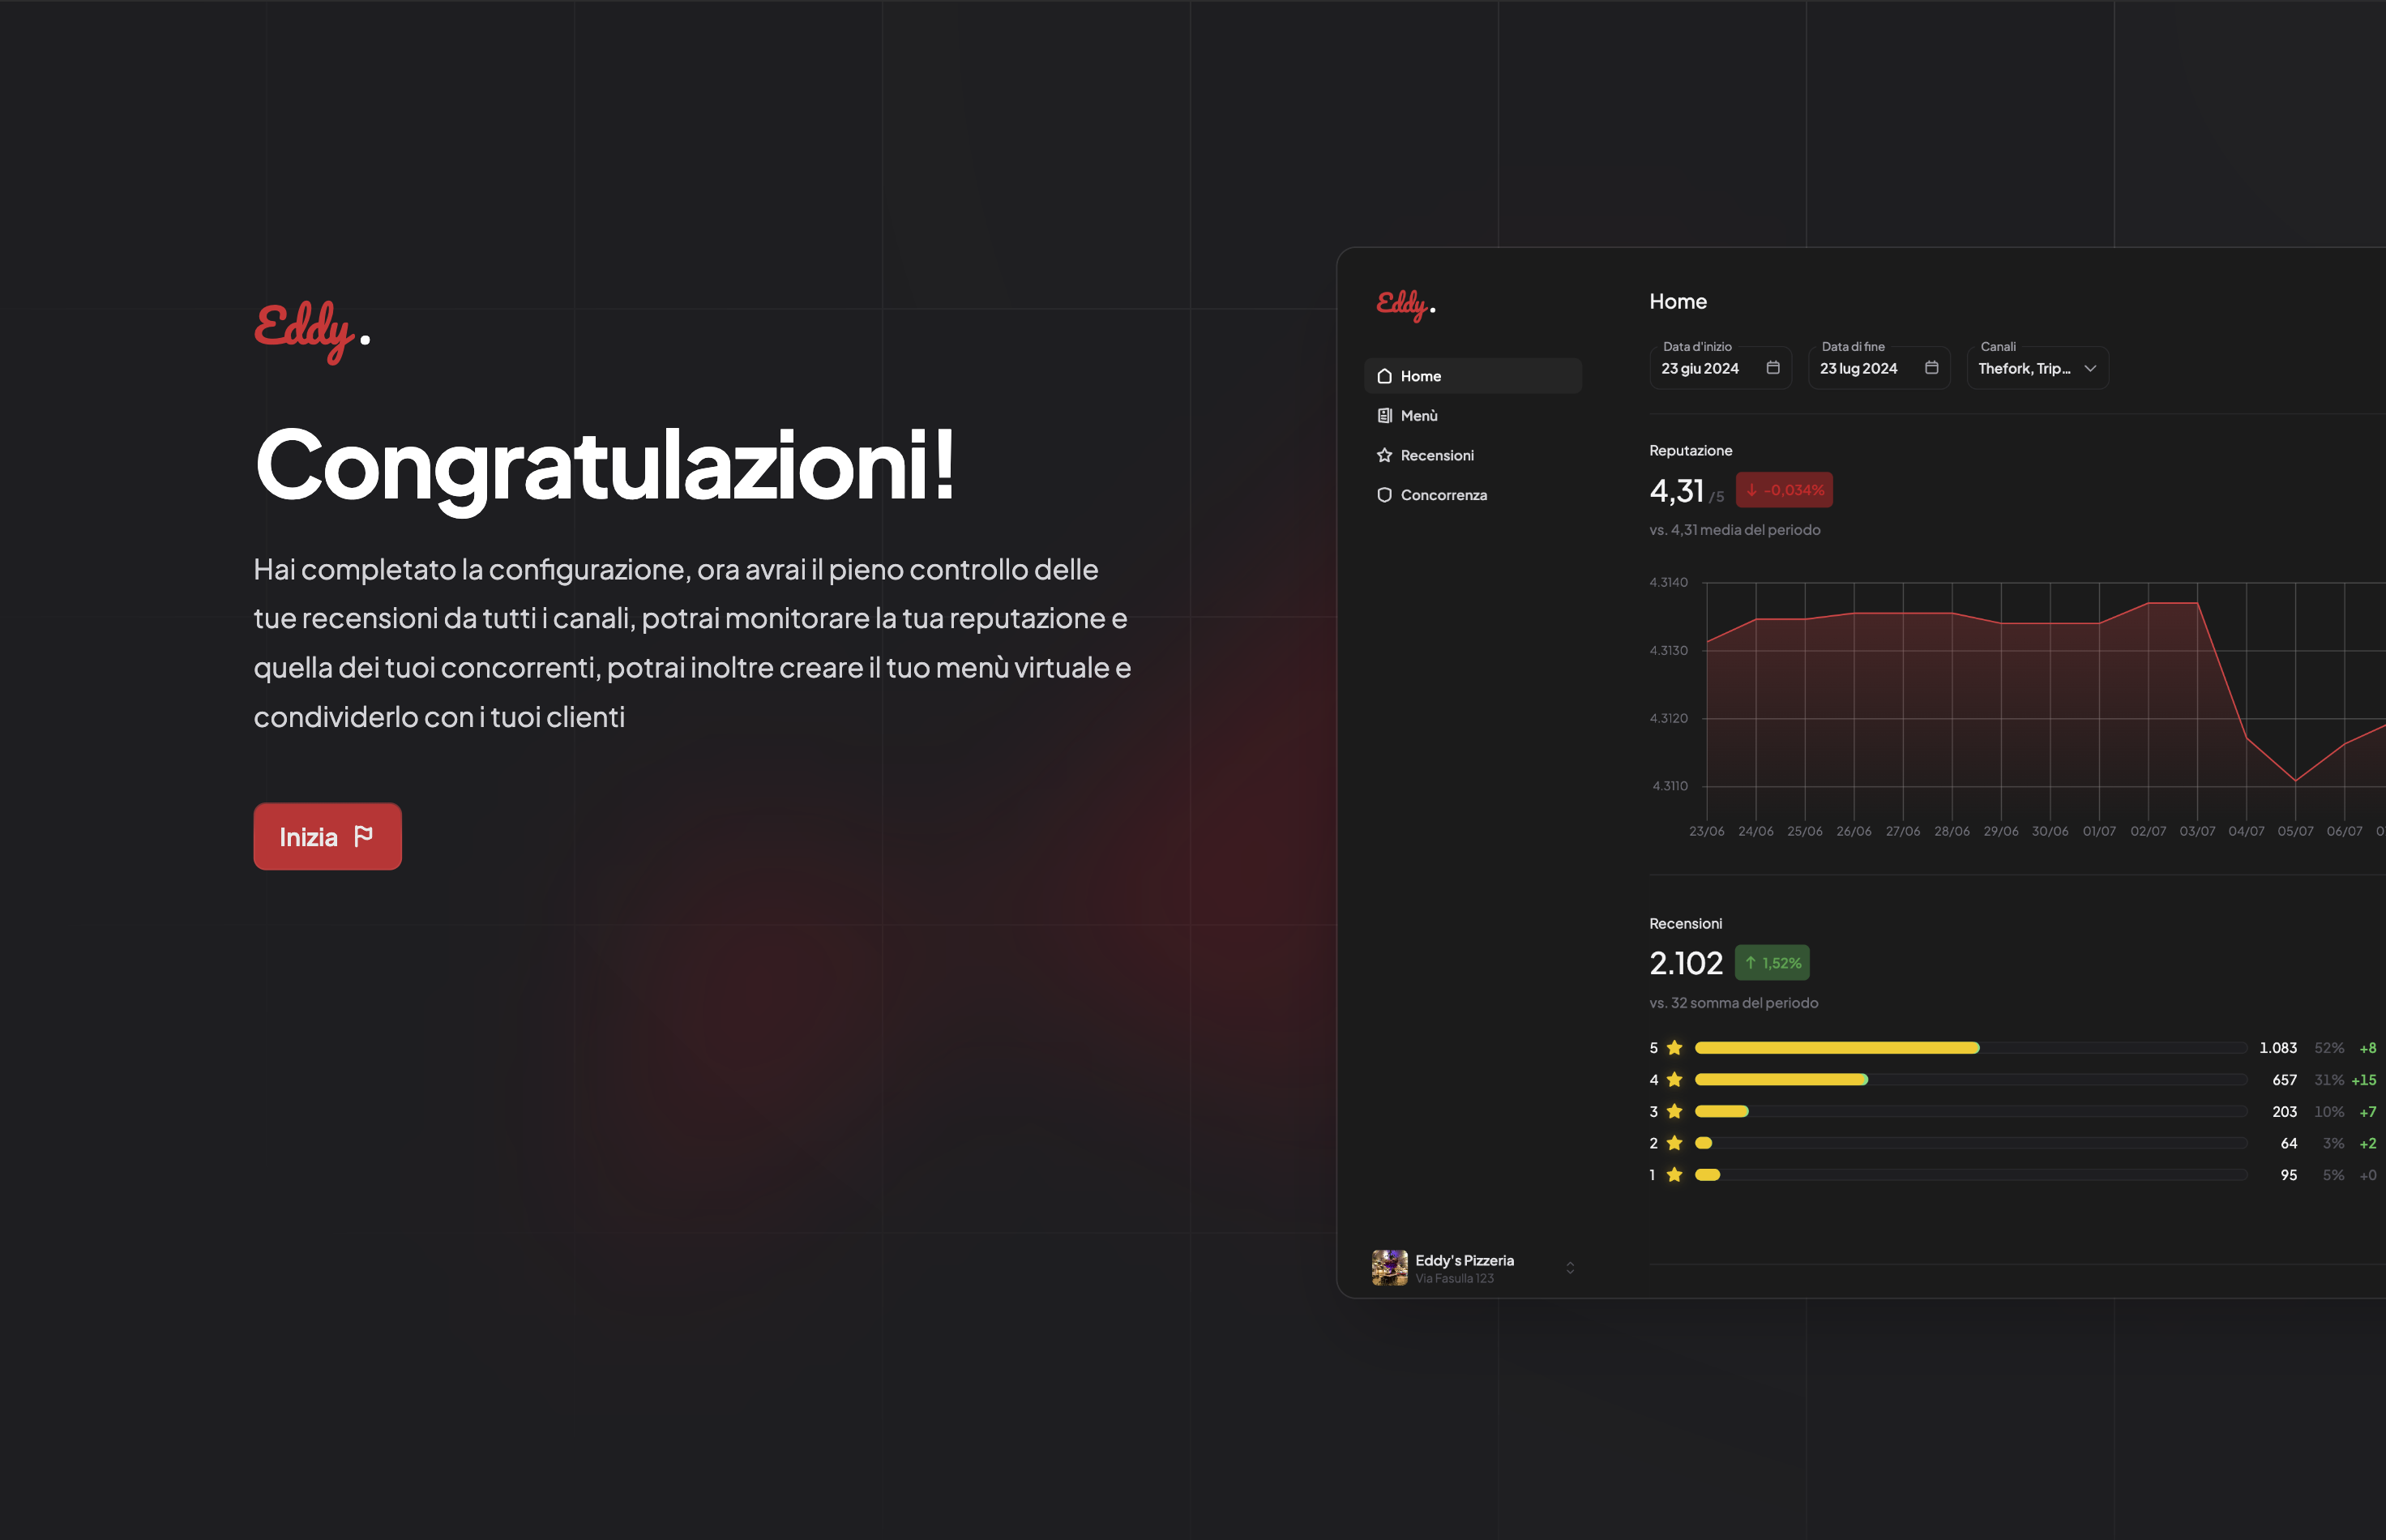 Eddy.
Congratulazioni!
Hai completato la configurazione, ora avrai il pieno controllo delle
tue recensioni da tutti i canali, potrai monitorare la tua reputazione e
quella dei tuoi concorrenti, potrai inoltre creare il tuo menù virtuale e
condividerlo con i tuoi clienti
Inizia
Eddy.
Home
Menù
Recensioni
Concorrenza
Eddy's Pizzeria
Via Fasulla 123
Home
Data d'inizio Data di fine Canali
23 giu 2024 23 lug 2024 Thefork, Trip...
Reputazione
4,31 /5 ↓ -0,034%
vs. 4,31 media del periodo
4.3140
4.3130
4.3120
4.3110
23/06 24/06 25/06 26/06 27/06 28/06 29/06 30/06 01/07 02/07 03/07 04/07 05/07 06/07
Recensioni
2.102 ↑ 1,52%
vs. 32 somma del periodo
5 1.083 52% +8
4 657 31% +15
3 203 10% +7
2 64 3% +2
1 95 5% +0